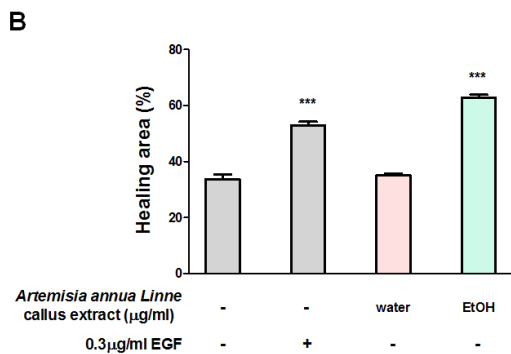 B
80
60
40
20
0
Healing area (%)
***
***
Artemisia annua Linne
callus extract (μg/ml)
- - water EtOH
0.3μg/ml EGF - + - -